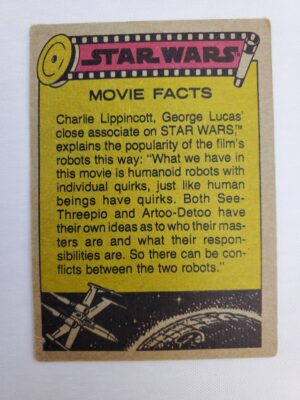 STAR WARS
MOVIE FACTS
Charlie Lippincott, George Lucas'
close associate on STAR WARS,™
explains the popularity of the film's
robots this way: "What we have in
this movie is humanoid robots with
individual quirks, just like human
beings have quirks. Both See-
Threepio and Artoo-Detoo have
their own ideas as to who their mas-
ters are and what their respon-
sibilities are. So there can be con-
flicts between the two robots."